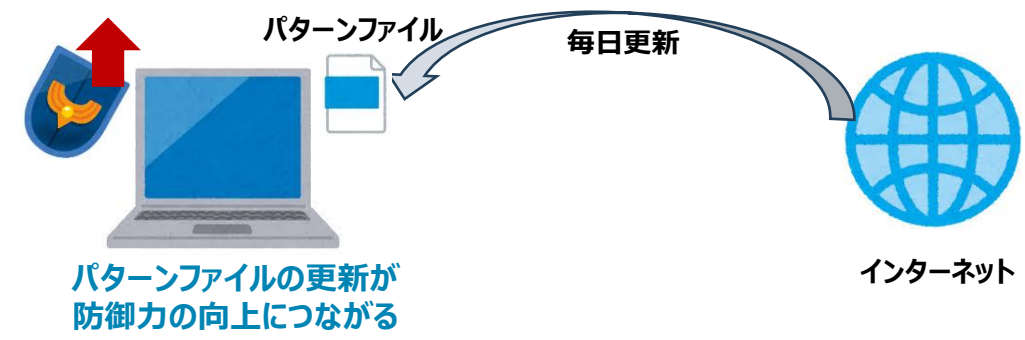 パターンファイル
毎日更新
インターネット
パターンファイルの更新が
防御力の向上につながる